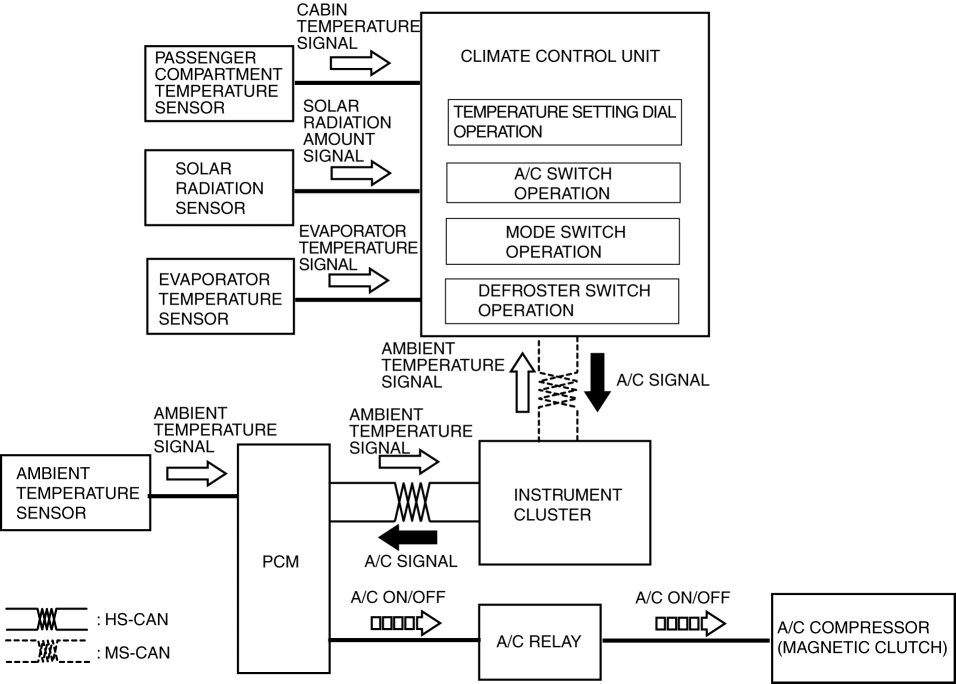 CABIN
TEMPERATURE
SIGNAL
PASSENGER
COMPARTMENT
TEMPERATURE
SENSOR
CLIMATE CONTROL UNIT
SOLAR
RADIATION
AMOUNT
SIGNAL
TEMPERATURE SETTING DIAL
OPERATION
SOLAR
RADIATION
SENSOR
A/C SWITCH
OPERATION
EVAPORATOR
TEMPERATURE
SIGNAL
MODE SWITCH
OPERATION
EVAPORATOR
TEMPERATURE
SENSOR
DEFROSTER SWITCH
OPERATION
AMBIENT
TEMPERATURE
SIGNAL
A/C SIGNAL
AMBIENT
TEMPERATURE
SIGNAL
AMBIENT
TEMPERATURE
SIGNAL
AMBIENT
TEMPERATURE
SENSOR
INSTRUMENT
CLUSTER
PCM
A/C SIGNAL
A/C ON/OFF
A/C ON/OFF
: HS-CAN
: MS-CAN
A/C RELAY
A/C COMPRESSOR
(MAGNETIC CLUTCH)